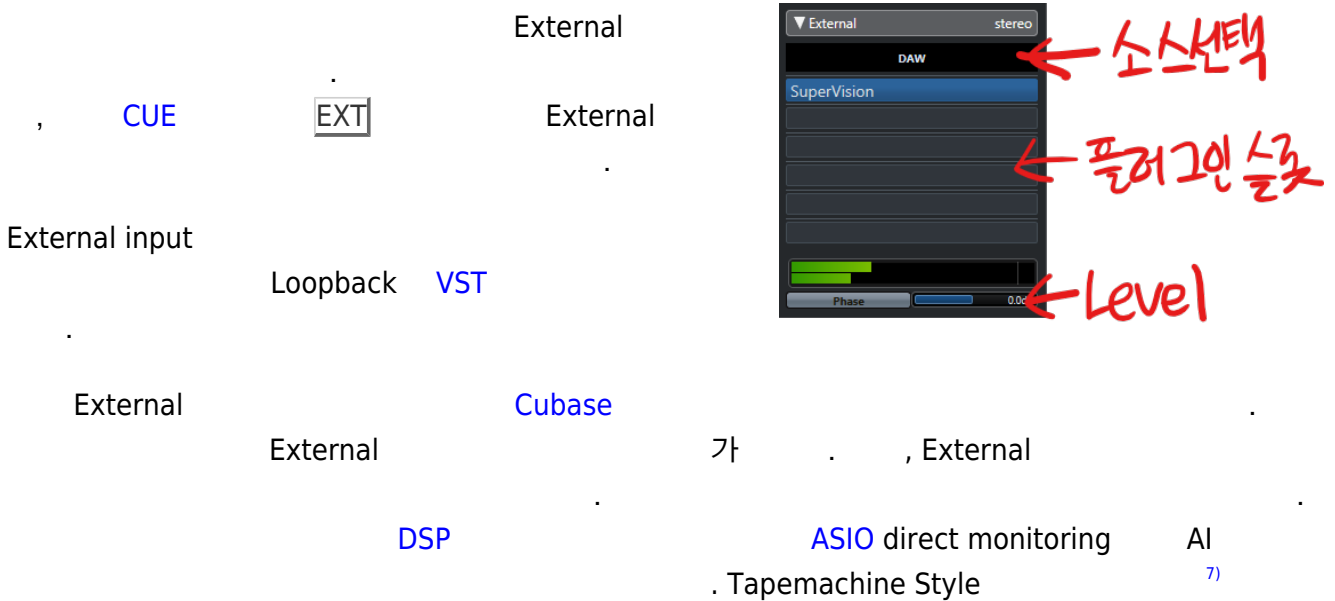 External
.
, CUE EXT External
.
External input
Loopback VST
.
▼ External stereo
DAW
SuperVision
Phase 0.0
소스선택
플러그인 슬롯
Level
External Cubase .
External 가 . , External
. .
DSP ASIO direct monitoring AI
. Tapemachine Style 7)